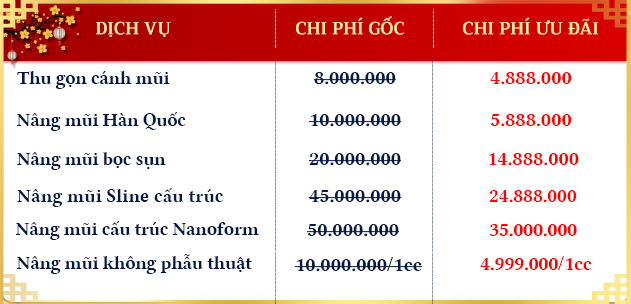 DỊCH VỤ CHI PHÍ GỐC CHI PHÍ ƯU ĐÃI
Thu gọn cánh mũi 8.000.000 4.888.000
Nâng mũi Hàn Quốc 10.000.000 5.888.000
Nâng mũi bọc sụn 20.000.000 14.888.000
Nâng mũi Sline cấu trúc 45.000.000 24.888.000
Nâng mũi cấu trúc Nanoform 50.000.000 35.000.000
Nâng mũi không phẫu thuật 10.000.000/1cc 4.999.000/1cc